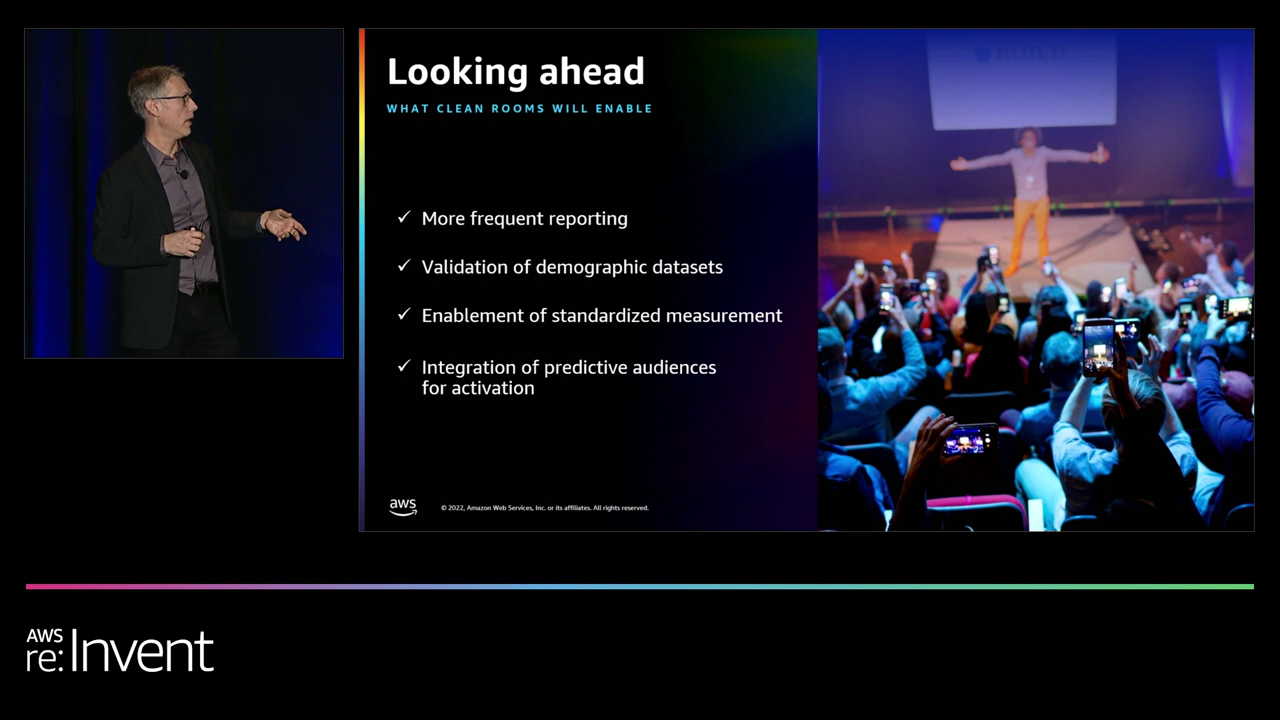 Looking ahead
WHAT CLEAN ROOMS WILL ENABLE
✓ More frequent reporting
✓ Validation of demographic datasets
✓ Enablement of standardized measurement
✓ Integration of predictive audiences
for activation
aws
© 2022, Amazon Web Services, Inc. or its affiliates. All rights reserved.
AWS
re:Invent